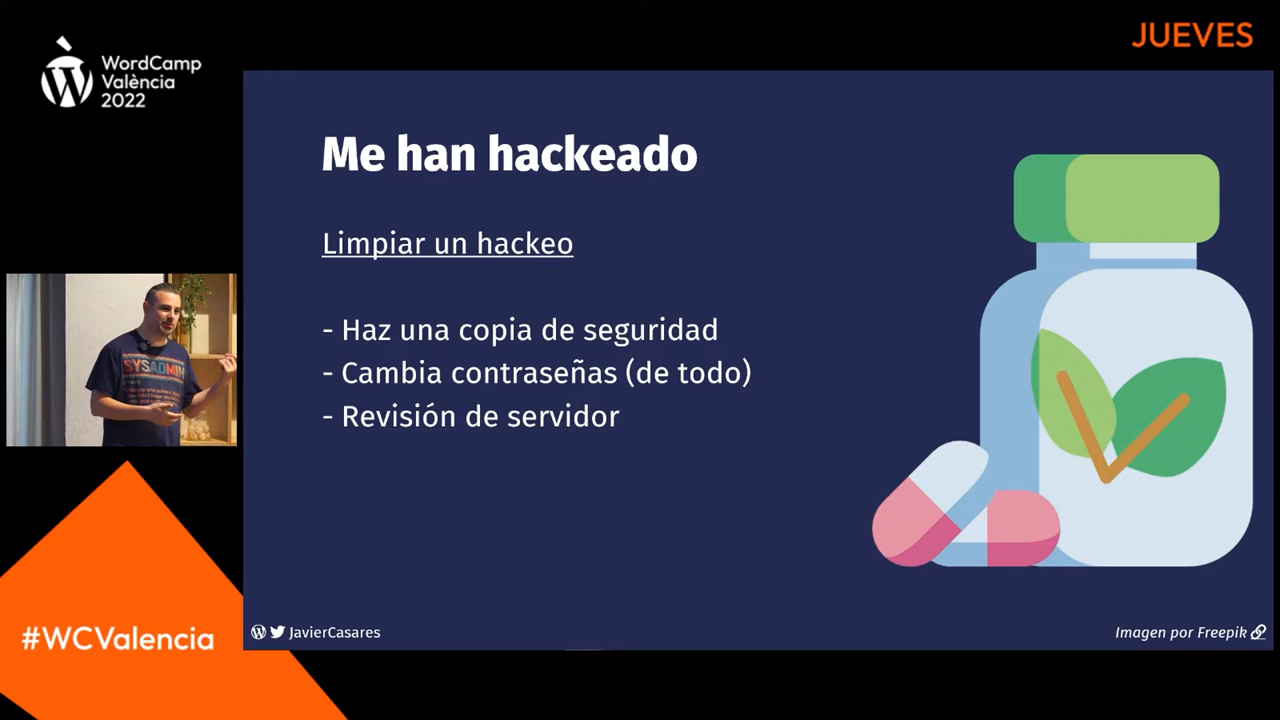 JUEVES
WordCamp
València
2022
Me han hackeado
Limpiar un hackeo
- Haz una copia de seguridad
- Cambia contraseñas (de todo)
- Revisión de servidor
SYSADMIN
#WCValencia
JavierCasares
Imagen por Freepik